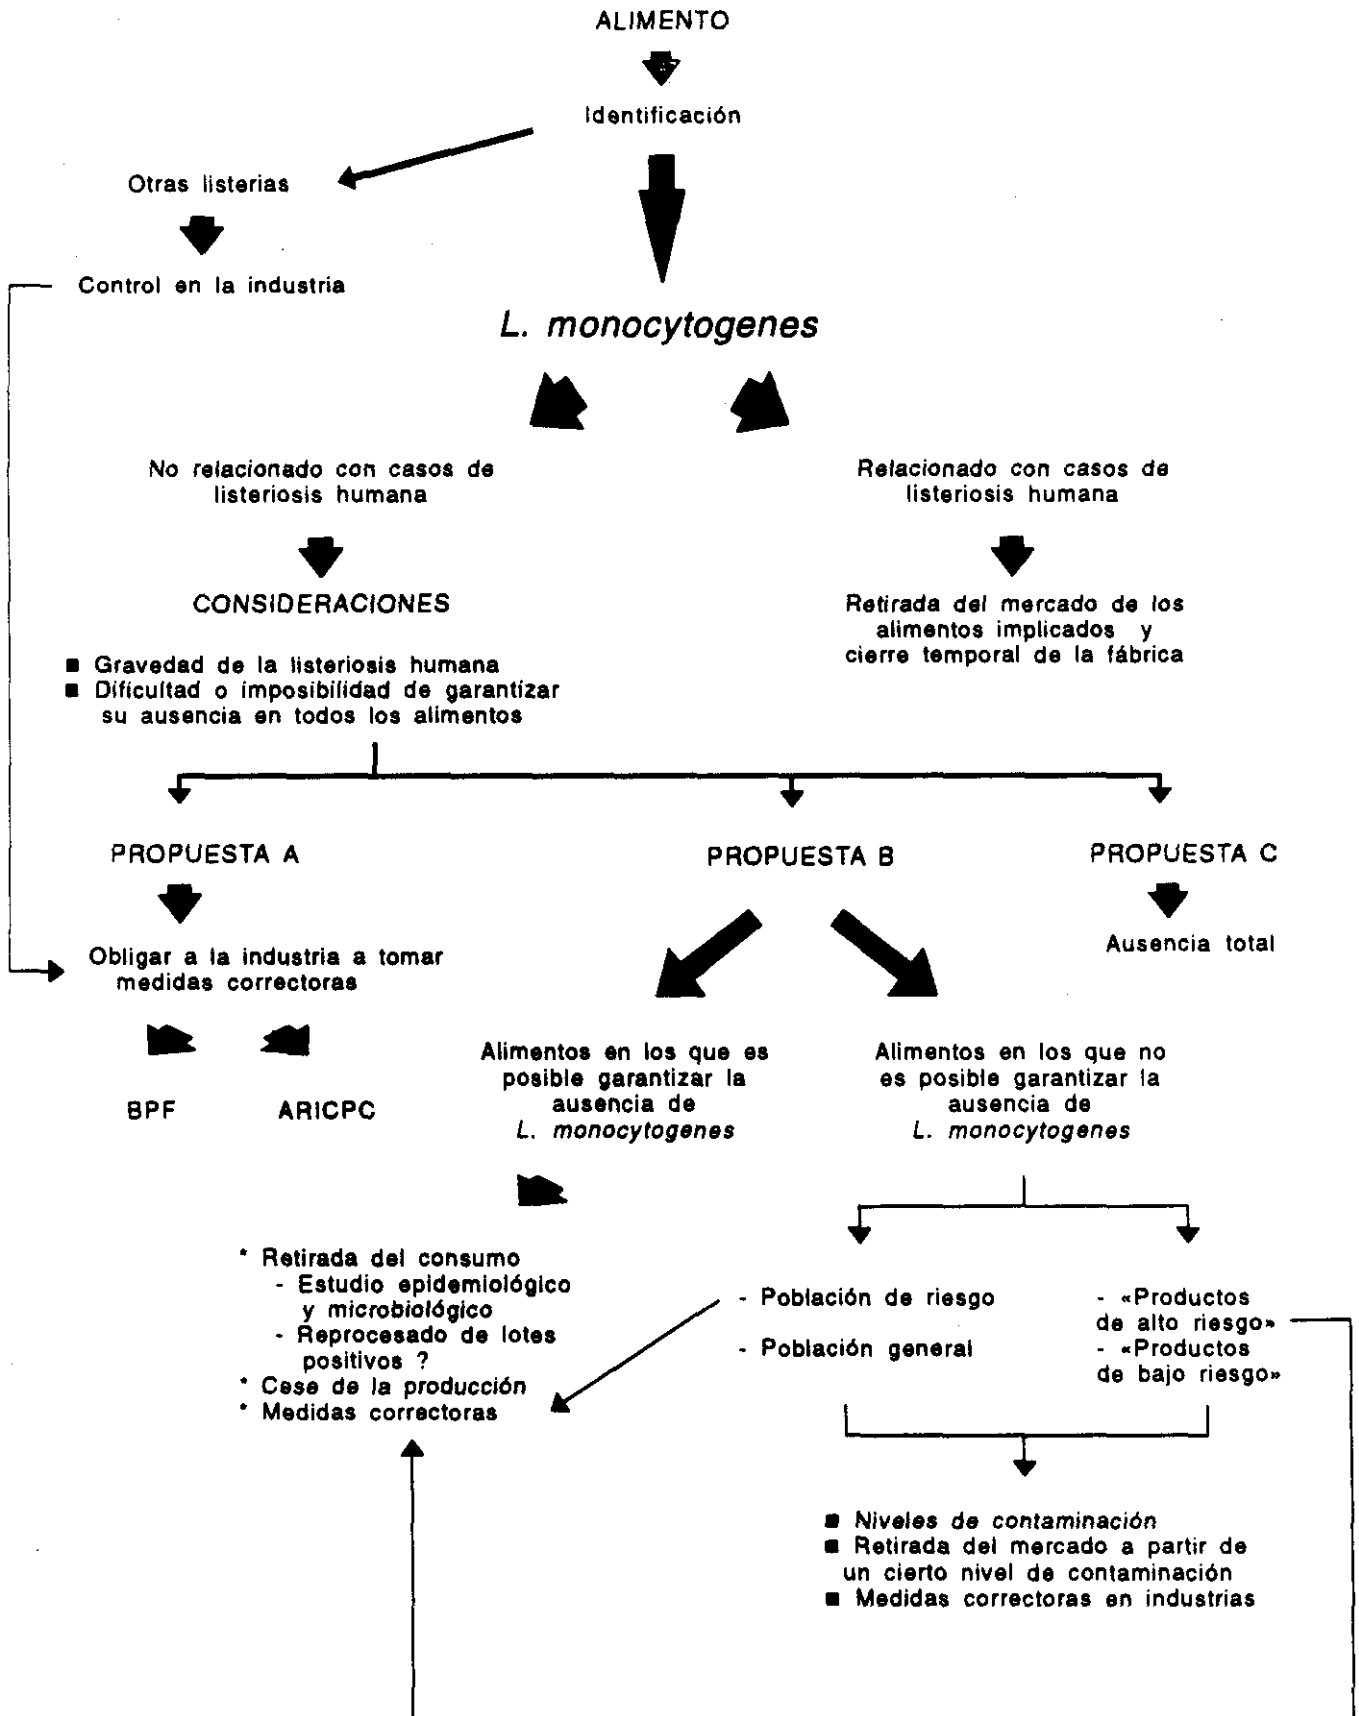 ALIMENTO
Identificación
Otras listerias
Control en la industria
L. monocytogenes
No relacionado con casos de
listeriosis humana
Relacionado con casos de
listeriosis humana
CONSIDERACIONES
■ Gravedad de la listeriosis humana
■ Dificultad o imposibilidad de garantizar
su ausencia en todos los alimentos
Retirada del mercado de los
alimentos implicados y
cierre temporal de la fábrica
PROPUESTA A
PROPUESTA B
PROPUESTA C
Obligar a la industria a tomar
medidas correctoras
BPF
ARICPC
Ausencia total
Alimentos en los que es
posible garantizar la
ausencia de
L. monocytogenes
Alimentos en los que no
es posible garantizar la
ausencia de
L. monocytogenes
* Retirada del consumo
- Estudio epidemiológico
y microbiológico
- Reprocesado de lotes
positivos ?
* Cese de la producción
* Medidas correctoras
- Población de riesgo
- Población general
- «Productos
de alto riesgo»
- «Productos
de bajo riesgo»
■ Niveles de contaminación
■ Retirada del mercado a partir de
un cierto nivel de contaminación
■ Medidas correctoras en industrias